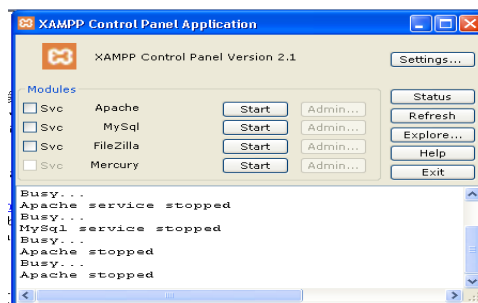 XAMPP Control Panel Application
XAMPP Control Panel Version 2.1
Settings...
Modules
Status
Svc Apache Start Admin...
Refresh
Svc MySql Start Admin...
Explore...
Svc FileZilla Start Admin...
Help
Svc Mercury Start Admin...
Exit
Busy...
Apache service stopped
Busy...
MySql service stopped
Busy...
Apache stopped
Busy...
Apache stopped